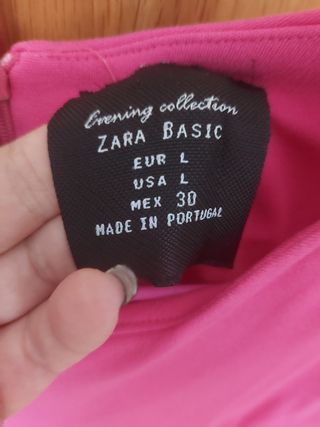 Evening collection
ZARA BASIC
EUR L
USA L
MEX 30
MADE IN PORTUGAL